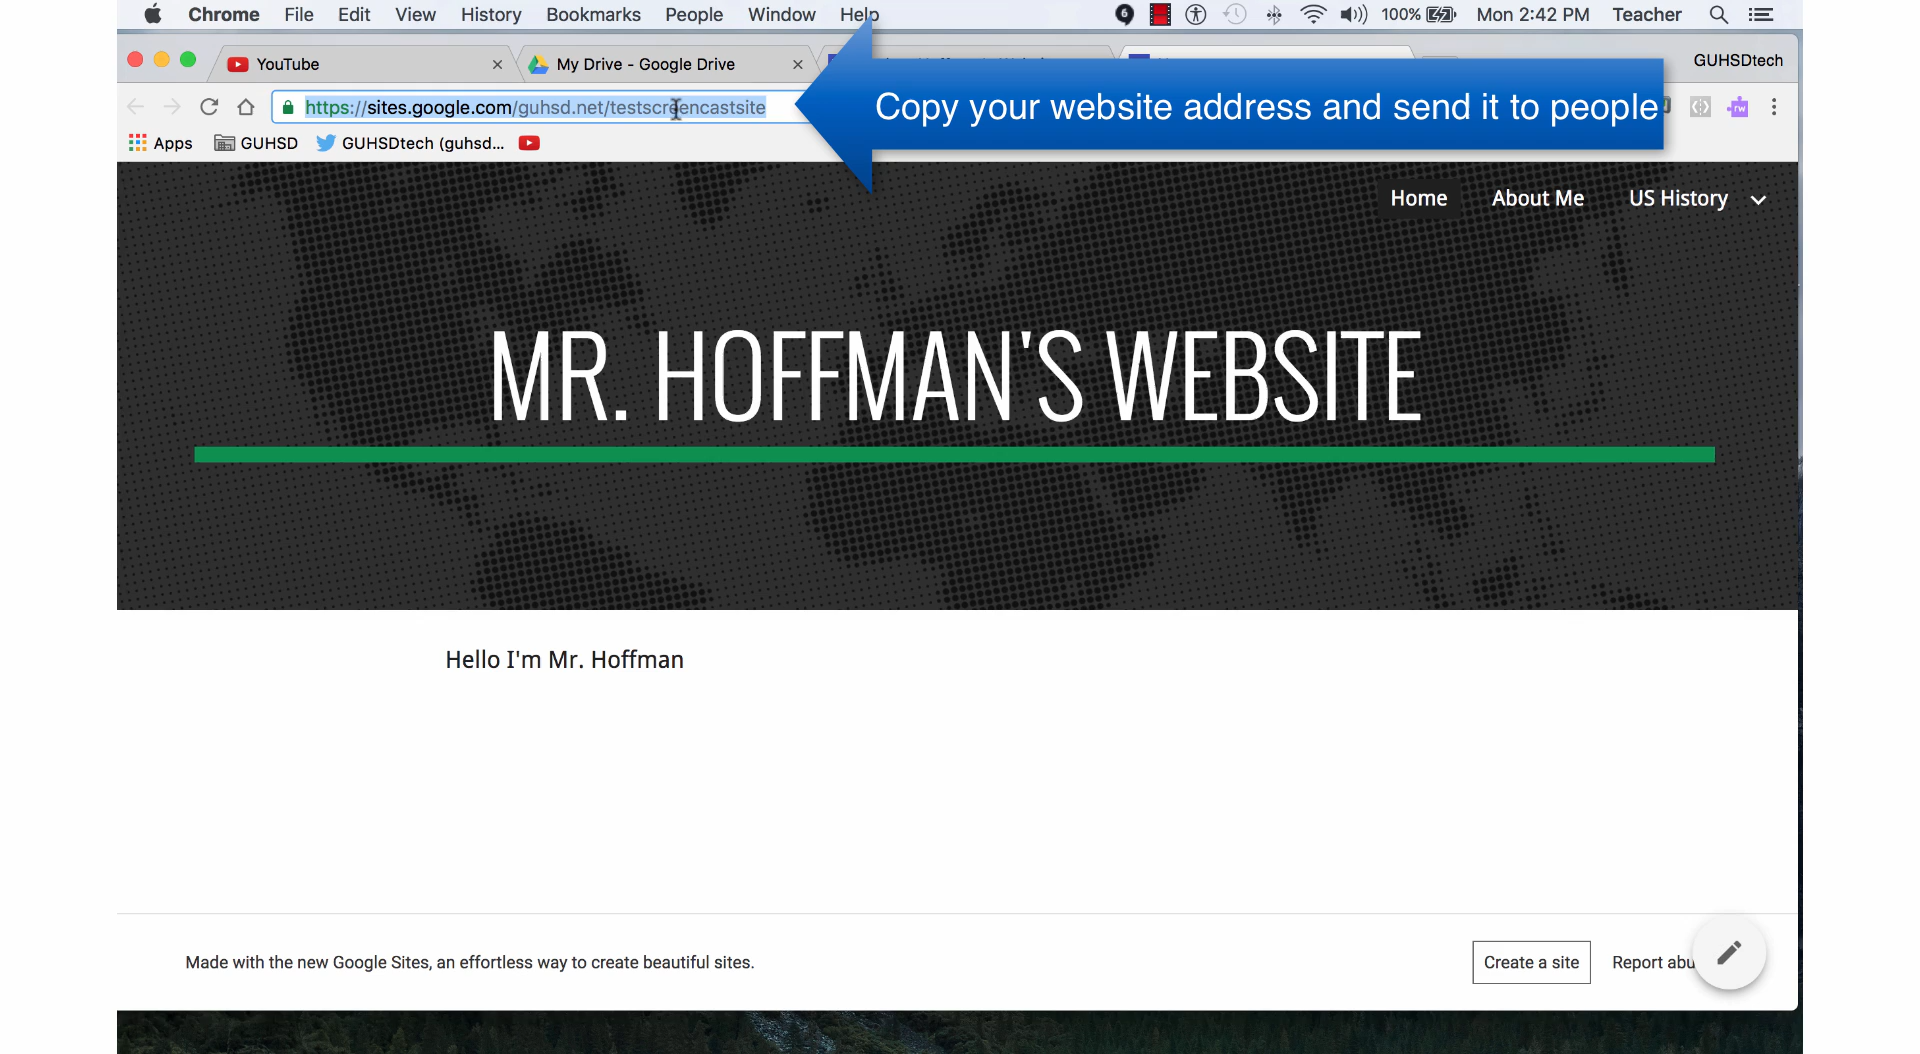 Chrome File Edit View History Bookmarks People Window Help 6 100% Mon 2:42 PM Teacher
YouTube My Drive - Google Drive GUHSDtech
https://sites.google.com/guhsd.net/testscreencastsite
Copy your website address and send it to people
Apps GUHSD GUHSDtech (guhsd...
Home About Me US History
MR. HOFFMAN'S WEBSITE
Hello I'm Mr. Hoffman
Made with the new Google Sites, an effortless way to create beautiful sites. Create a site Report abu